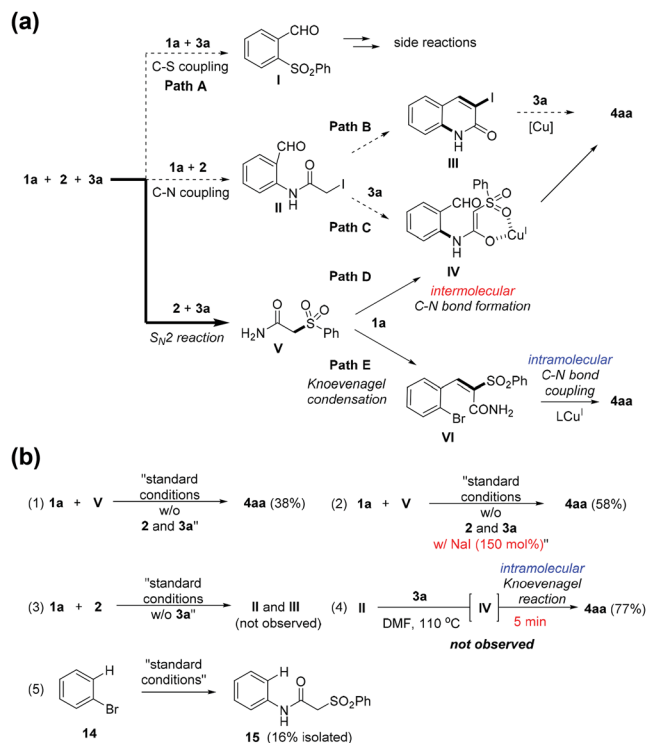 (a)
CHO
1a + 3a
C-S coupling
Path A
SO₂Ph
I
side reactions
Path B
I
N
H
O
III
3a
[Cu]
4aa
1a + 2 + 3a
1a + 2
C-N coupling
CHO
O
N
H
I
II
3a
Path C
Ph
O
S
O
CHO
N
H
O
Cuᴵ
IV
Path D
intermolecular
C-N bond formation
2 + 3a
S_N2 reaction
O
O O
S
H₂N
Ph
V
1a
Path E
Knoevenagel
condensation
SO₂Ph
Br
CONH₂
VI
intramolecular
C-N bond
coupling
LCuᴵ
4aa
(b)
(1) 1a + V
"standard
conditions
w/o
2 and 3a"
4aa (38%)
(2) 1a + V
"standard
conditions
w/o
2 and 3a
w/ NaI (150 mol%)"
4aa (58%)
(3) 1a + 2
"standard
conditions
w/o 3a"
II and III
(not observed)
(4) II
3a
DMF, 110 ºC
IV
not observed
intramolecular
Knoevenagel
reaction
5 min
4aa (77%)
(5)
H
Br
14
"standard
conditions"
H
O
N
H
SO₂Ph
15 (16% isolated)